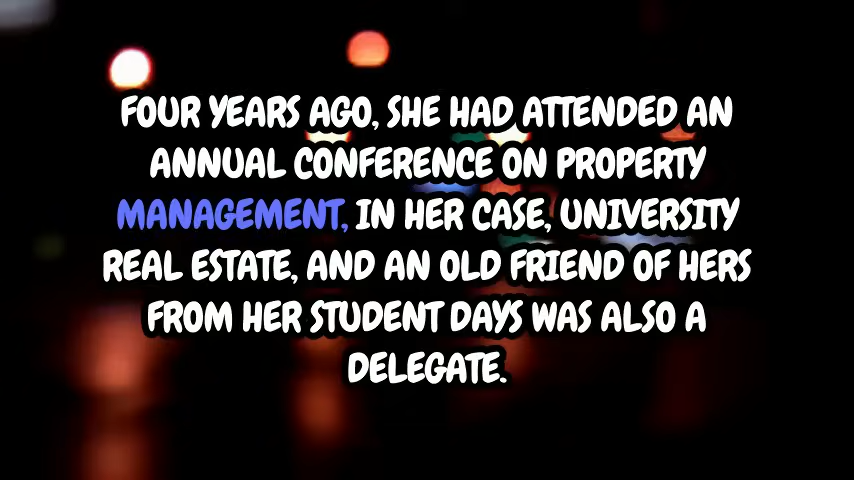 FOUR YEARS AGO, SHE HAD ATTENDED AN
ANNUAL CONFERENCE ON PROPERTY
MANAGEMENT, IN HER CASE, UNIVERSITY
REAL ESTATE, AND AN OLD FRIEND OF HERS
FROM HER STUDENT DAYS WAS ALSO A
DELEGATE.